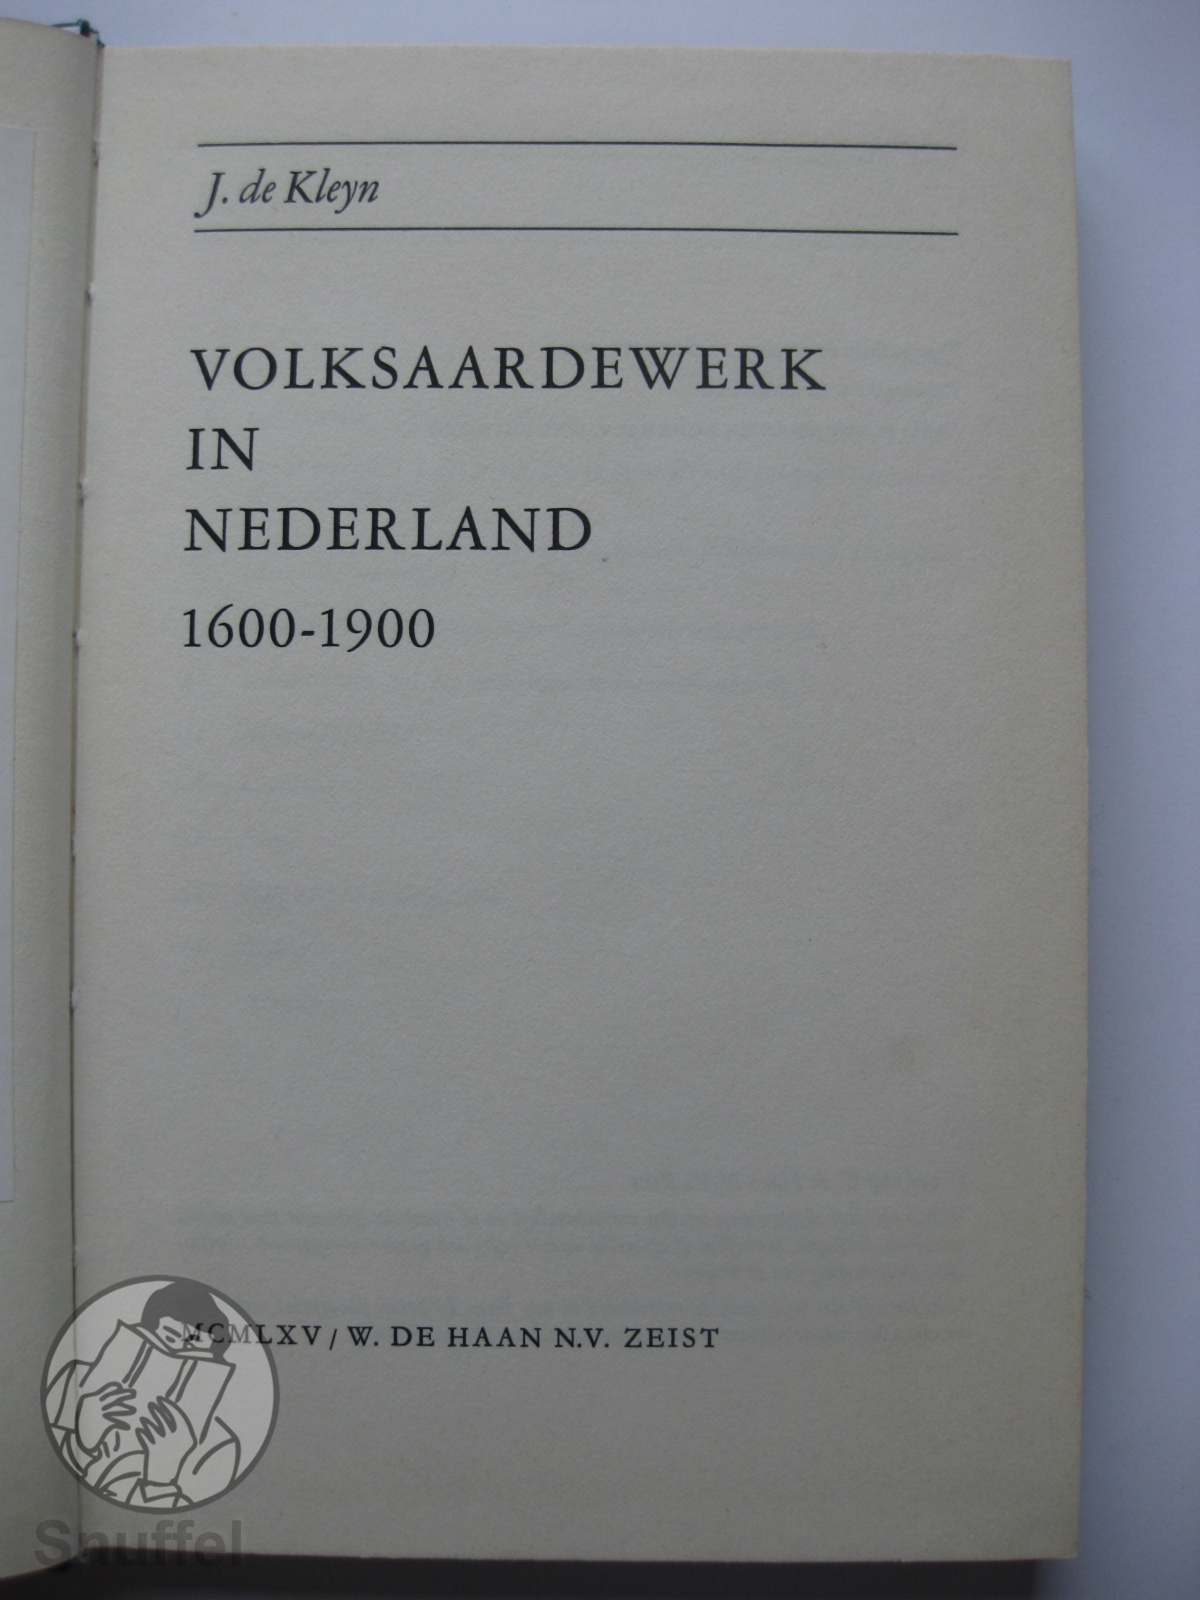 J. de Kleyn
VOLKSAARDEWERK
IN
NEDERLAND
1600-1900
MCMLXV / W. DE HAAN N.V. ZEIST
Snuffel